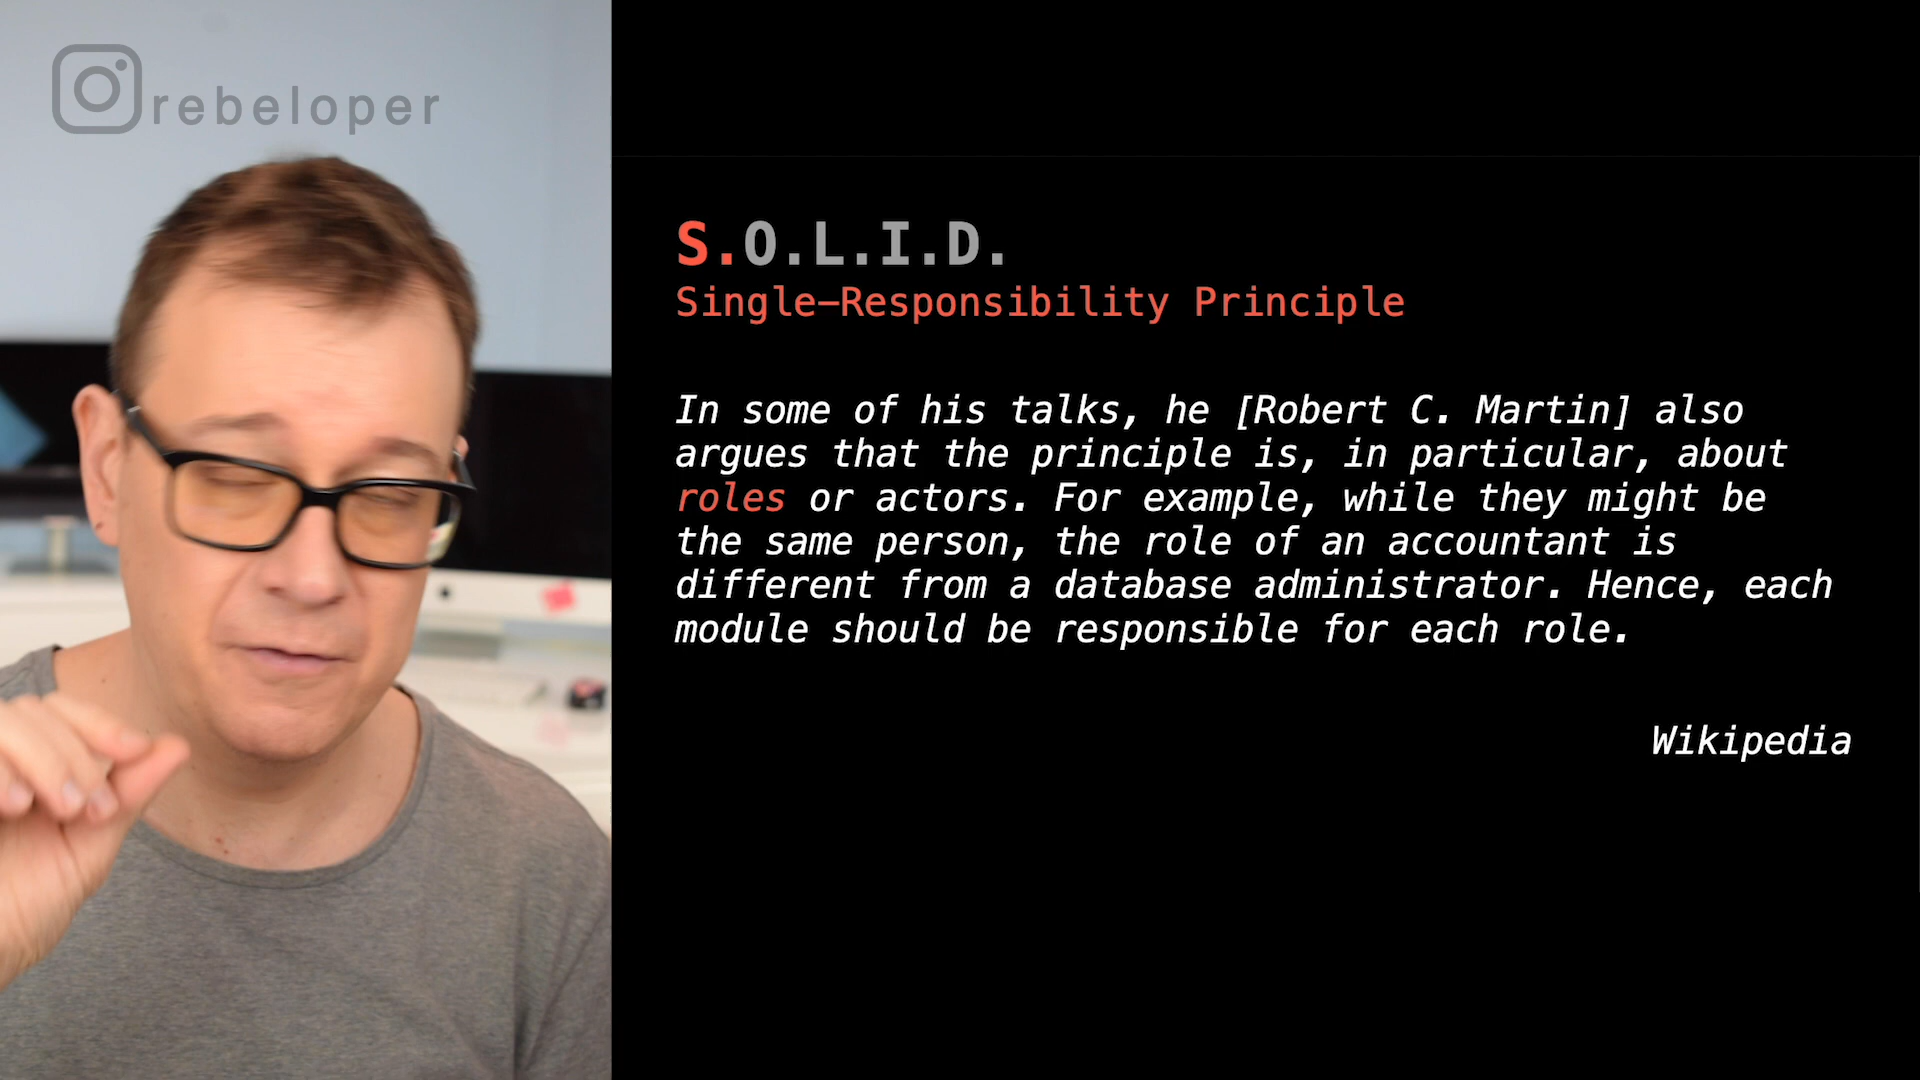 rebeloper
S.O.L.I.D.
Single-Responsibility Principle
In some of his talks, he [Robert C. Martin] also
argues that the principle is, in particular, about
roles or actors. For example, while they might be
the same person, the role of an accountant is
different from a database administrator. Hence, each
module should be responsible for each role.
Wikipedia